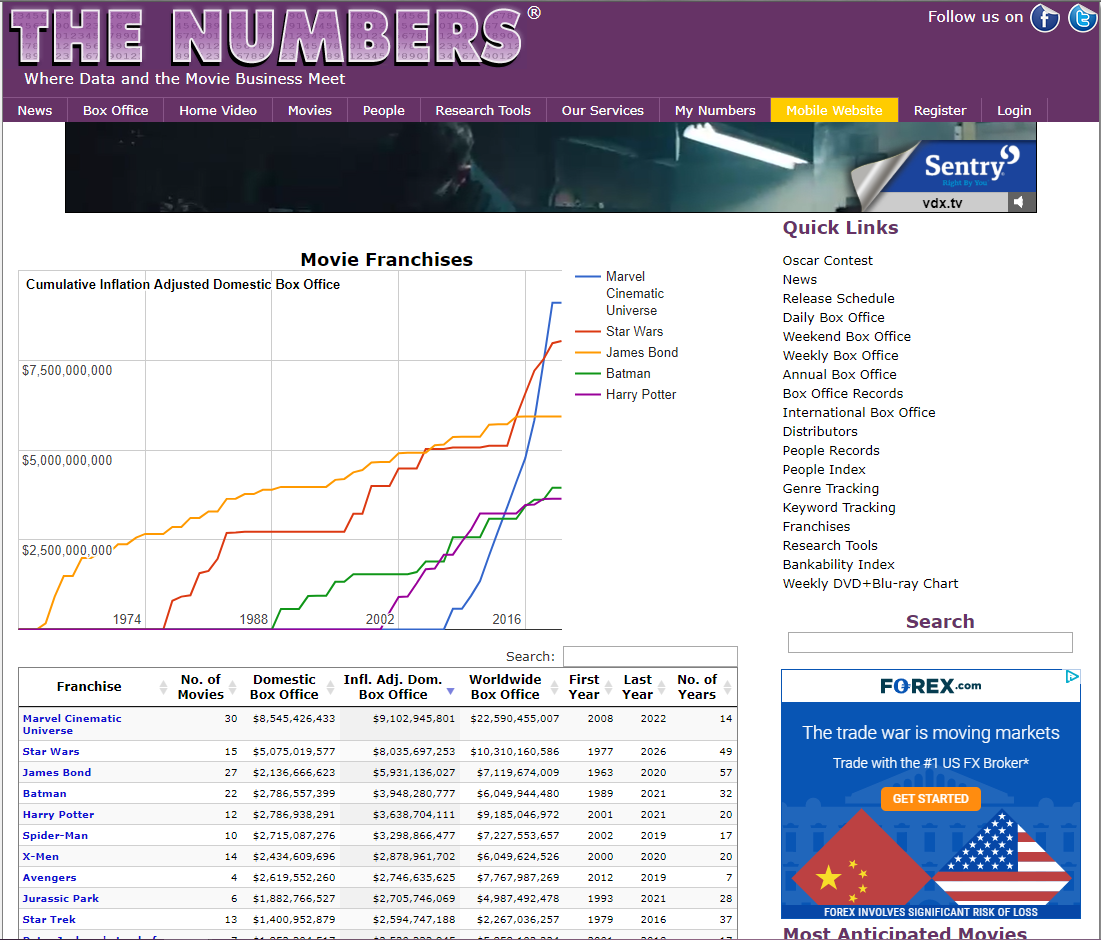 THE NUMBERS®
Where Data and the Movie Business Meet
Follow us on
News Box Office Home Video Movies People Research Tools Our Services My Numbers Mobile Website Register Login
Sentry
Right By You
vdx.tv
Movie Franchises
Cumulative Inflation Adjusted Domestic Box Office
$7,500,000,000
$5,000,000,000
$2,500,000,000
1974 1988 2002 2016
Marvel
Cinematic
Universe
Star Wars
James Bond
Batman
Harry Potter
Search:
Franchise No. of Movies Domestic Box Office Infl. Adj. Dom. Box Office Worldwide Box Office First Year Last Year No. of Years
Marvel Cinematic Universe 30 $8,545,426,433 $9,102,945,801 $22,590,455,007 2008 2022 14
Star Wars 15 $5,075,019,577 $8,035,697,253 $10,310,160,586 1977 2026 49
James Bond 27 $2,136,666,623 $5,931,136,027 $7,119,674,009 1963 2020 57
Batman 22 $2,786,557,399 $3,948,280,777 $6,049,944,480 1989 2021 32
Harry Potter 12 $2,786,938,291 $3,638,704,111 $9,185,046,972 2001 2021 20
Spider-Man 10 $2,715,087,276 $3,298,866,477 $7,227,553,657 2002 2019 17
X-Men 14 $2,434,609,696 $2,878,961,702 $6,049,624,526 2000 2020 20
Avengers 4 $2,619,552,260 $2,746,635,625 $7,767,987,269 2012 2019 7
Jurassic Park 6 $1,882,766,527 $2,705,746,069 $4,987,492,478 1993 2021 28
Star Trek 13 $1,400,952,879 $2,594,747,188 $2,267,036,257 1979 2016 37
Quick Links
Oscar Contest
News
Release Schedule
Daily Box Office
Weekend Box Office
Weekly Box Office
Annual Box Office
Box Office Records
International Box Office
Distributors
People Records
People Index
Genre Tracking
Keyword Tracking
Franchises
Research Tools
Bankability Index
Weekly DVD+Blu-ray Chart
Search
FOREX.com
The trade war is moving markets
Trade with the #1 US FX Broker*
GET STARTED
FOREX INVOLVES SIGNIFICANT RISK OF LOSS
Most Anticipated Movies